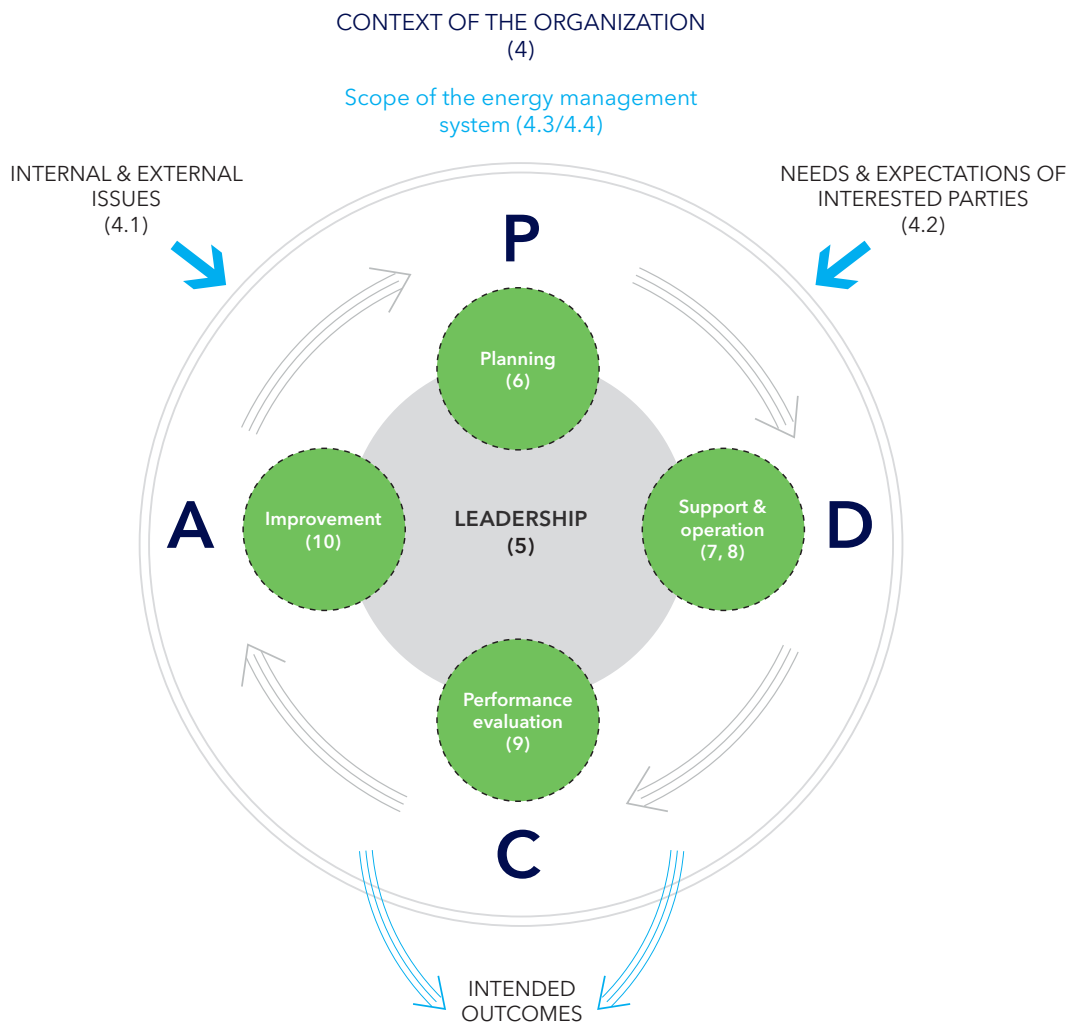 CONTEXT OF THE ORGANIZATION
(4)
Scope of the energy management
system (4.3/4.4)
INTERNAL & EXTERNAL
ISSUES
(4.1)
NEEDS & EXPECTATIONS OF
INTERESTED PARTIES
(4.2)
P
Planning
(6)
A
Improvement
(10)
LEADERSHIP
(5)
Support &
operation
(7, 8)
D
Performance
evaluation
(9)
C
INTENDED
OUTCOMES